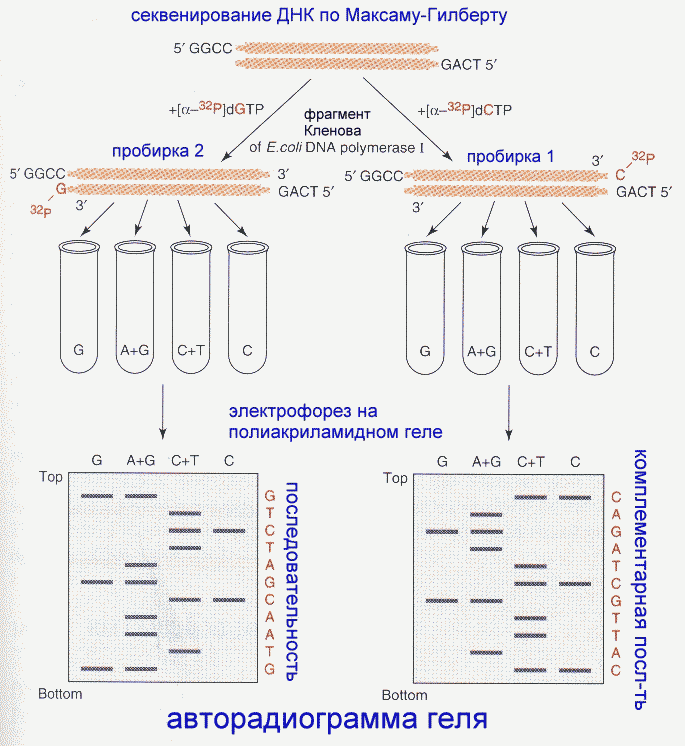 секвенирование ДНК по Максаму-Гилберту
5′ GGCC
GACT 5′
+[α–32P]dGTP
фрагмент
Кленова
+[α–32P]dCTP
of E.coli DNA polymerase I
пробирка 2
пробирка 1
5′ GGCC
3′
G
32P
3′
GACT 5′
5′ GGCC
3′
C
32P
3′
GACT 5′
G A+G C+T C
G A+G C+T C
электрофорез на
полиакриламидном геле
G A+G C+T C
Top
G
T
C
T
A
G
C
A
A
T
G
последовательность
Bottom
G A+G C+T C
Top
C
A
G
A
T
C
G
T
T
A
C
комплементарная посл-ть
Bottom
авторадиограмма геля